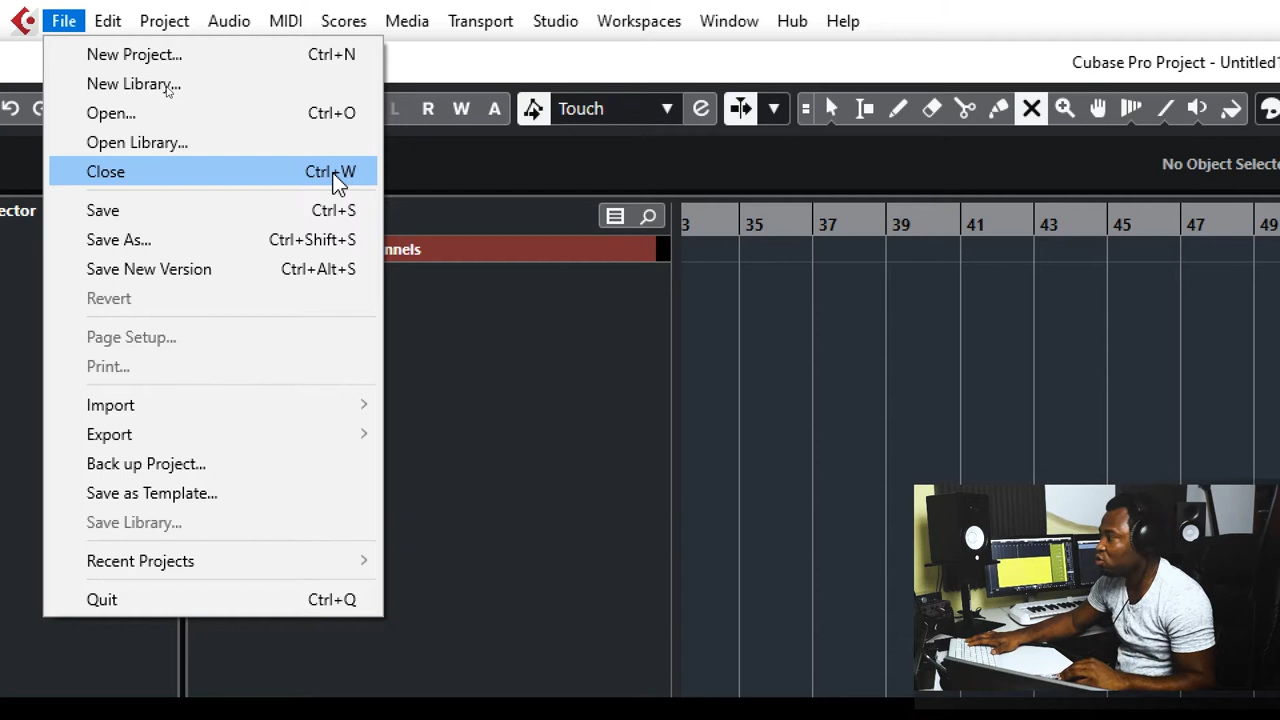 File Edit Project Audio MIDI Scores Media Transport Studio Workspaces Window Hub Help
Cubase Pro Project - Untitled1
New Project... Ctrl+N
New Library...
Open... Ctrl+O
Open Library...
Close Ctrl+W
Save Ctrl+S
Save As... Ctrl+Shift+S
Save New Version Ctrl+Alt+S
Revert
Page Setup...
Print...
Import
Export
Back up Project...
Save as Template...
Save Library...
Recent Projects
Quit Ctrl+Q
L R W A Touch
No Object Selecte
ector
3 35 37 39 41 43 45 47 49
nnels